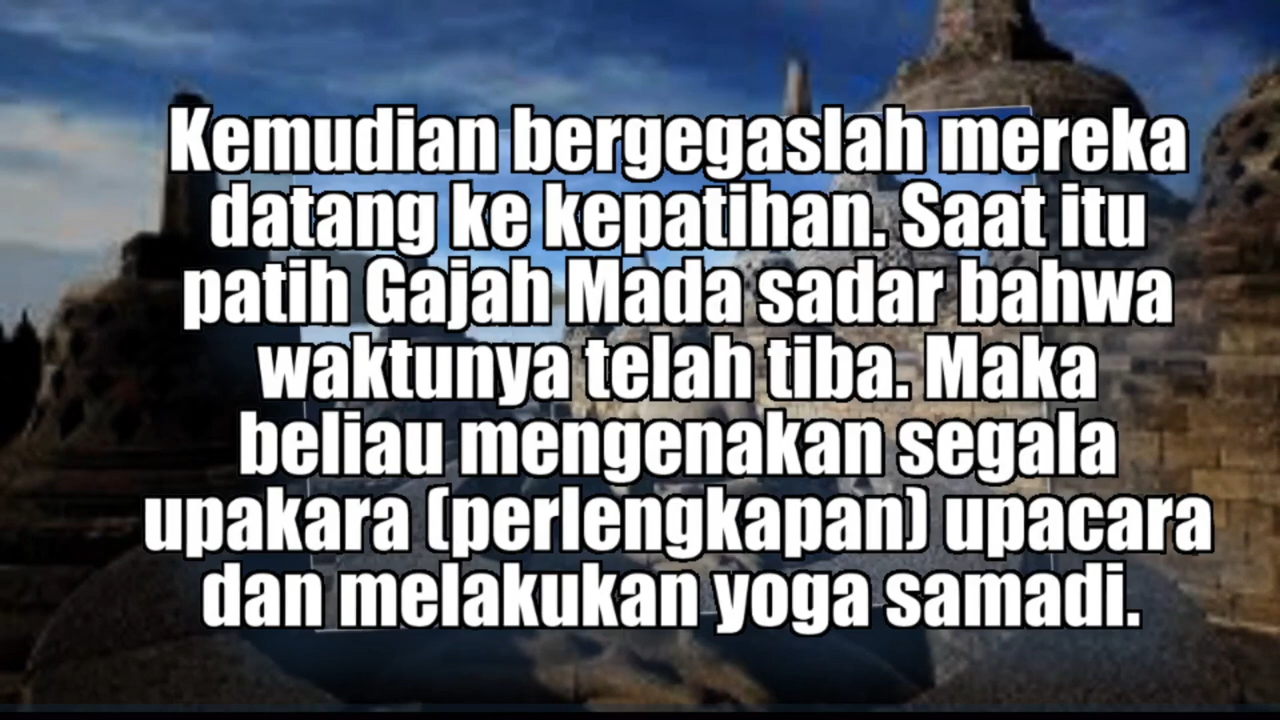 Kemudian bergegaslah mereka
datang ke kepatihan. Saat itu
patih Gajah Mada sadar bahwa
waktunya telah tiba. Maka
beliau mengenakan segala
upakara (perlengkapan) upacara
dan melakukan yoga samadi.